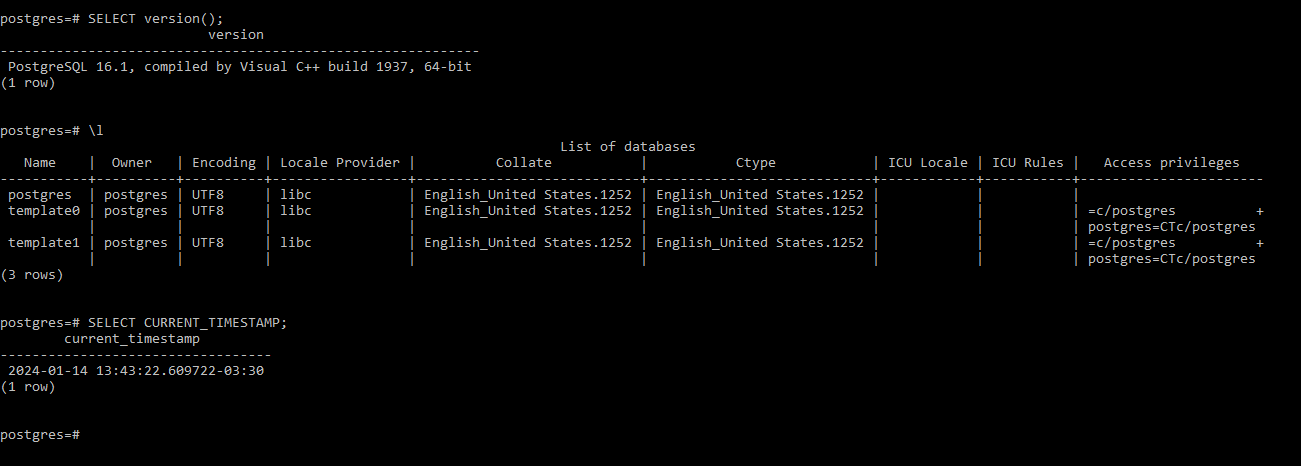 postgres=# SELECT version();
                          version
------------------------------------------------------------
 PostgreSQL 16.1, compiled by Visual C++ build 1937, 64-bit
(1 row)
postgres=# \l
                                                                      List of databases
   Name    |  Owner   | Encoding | Locale Provider |          Collate           |           Ctype            | ICU Locale | ICU Rules |   Access privileges
-----------+----------+----------+-----------------+----------------------------+----------------------------+------------+-----------+-----------------------
 postgres  | postgres | UTF8     | libc            | English_United States.1252 | English_United States.1252 |            |           |
 template0 | postgres | UTF8     | libc            | English_United States.1252 | English_United States.1252 |            |           | =c/postgres          +
           |          |          |                 |                            |                            |            |           | postgres=CTc/postgres
 template1 | postgres | UTF8     | libc            | English_United States.1252 | English_United States.1252 |            |           | =c/postgres          +
           |          |          |                 |                            |                            |            |           | postgres=CTc/postgres
(3 rows)
postgres=# SELECT CURRENT_TIMESTAMP;
        current_timestamp
----------------------------------
 2024-01-14 13:43:22.609722-03:30
(1 row)
postgres=#